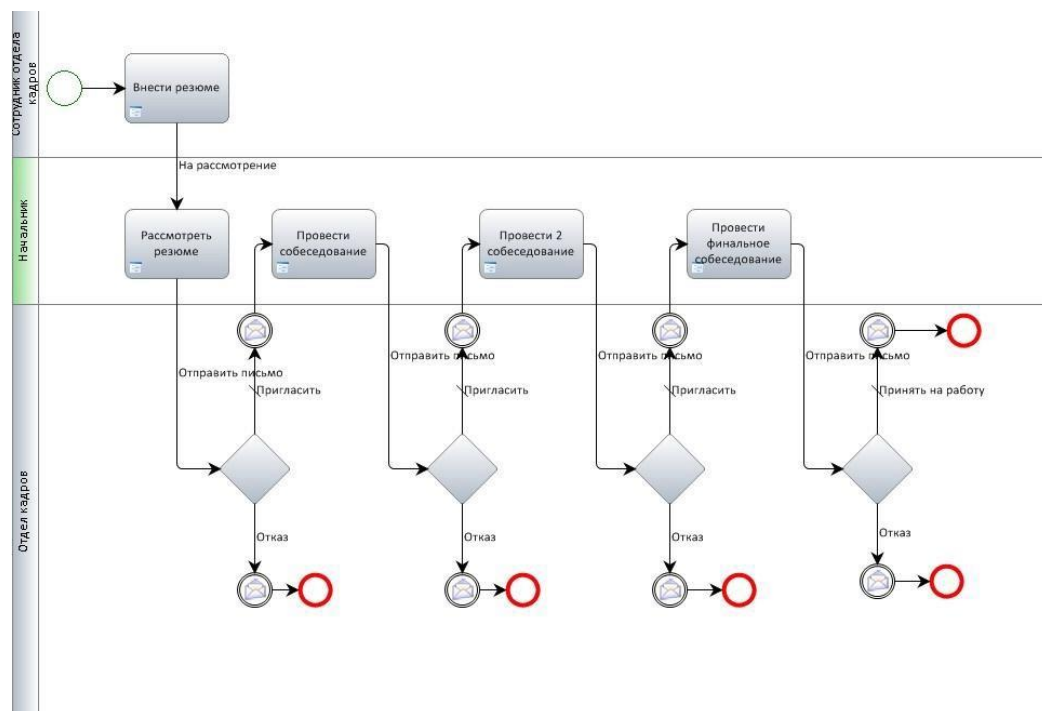 Сотрудник отдела
кадров
Внести резюме
На рассмотрение
Начальник
Рассмотреть
резюме
Провести
собеседование
Провести 2
собеседование
Провести
финальное
собеседование
Отдел кадров
Отправить письмо
Отправить письмо
Отправить письмо
Отправить письмо
Пригласить
Пригласить
Пригласить
Принять на работу
Отказ
Отказ
Отказ
Отказ